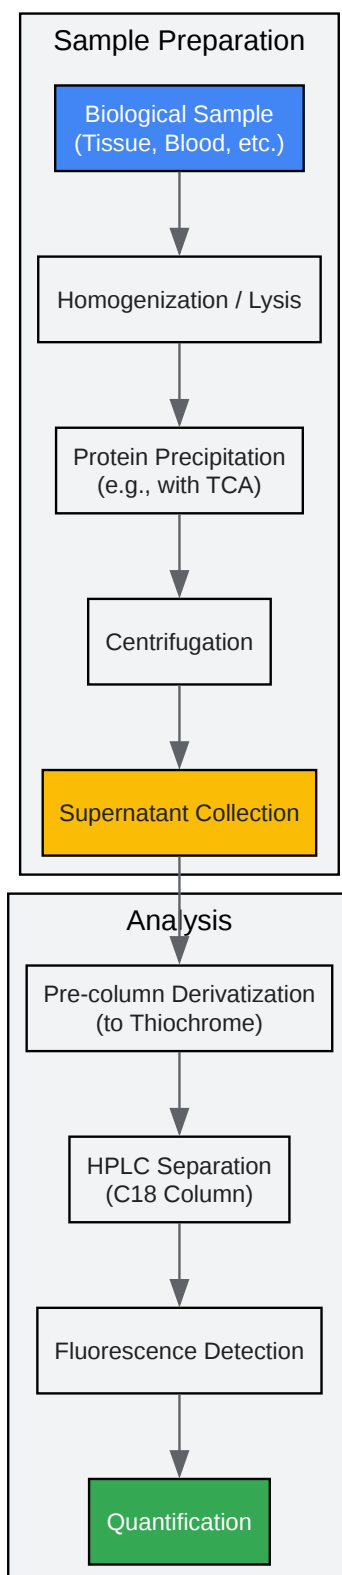 Sample Preparation
Biological Sample
(Tissue, Blood, etc.)
Homogenization / Lysis
Protein Precipitation
(e.g., with TCA)
Centrifugation
Supernatant Collection
Analysis
Pre-column Derivatization
(to Thiochrome)
HPLC Separation
(C18 Column)
Fluorescence Detection
Quantification